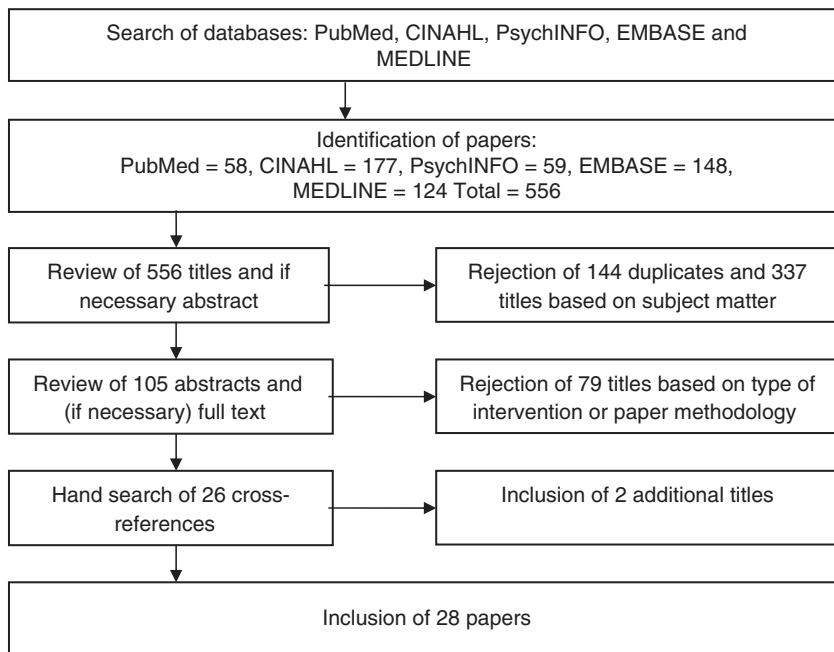 Search of databases: PubMed, CINAHL, PsychINFO, EMBASE and
MEDLINE
Identification of papers:
PubMed = 58, CINAHL = 177, PsychINFO = 59, EMBASE = 148,
MEDLINE = 124 Total = 556
Review of 556 titles and if
necessary abstract
Rejection of 144 duplicates and 337
titles based on subject matter
Review of 105 abstracts and
(if necessary) full text
Rejection of 79 titles based on type of
intervention or paper methodology
Hand search of 26 cross-
references
Inclusion of 2 additional titles
Inclusion of 28 papers